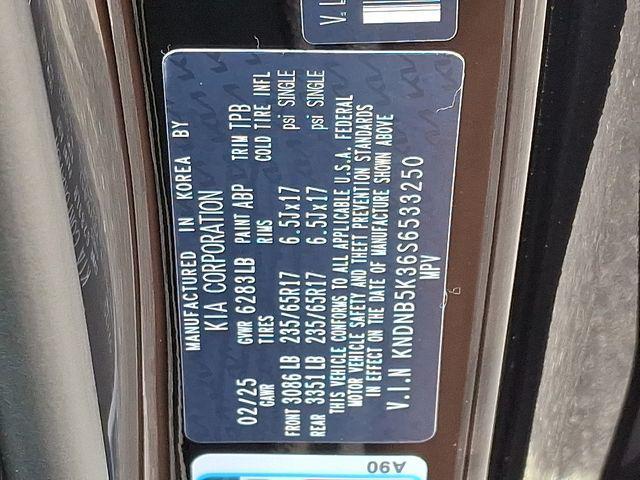 V.I
MANUFACTURED IN KOREA BY
KIA CORPORATION
02/25 GVWR 6283LB PAINT ABP TRIM TPB
GAWR TIRES RIMS COLD TIRE INFL
FRONT 3086 LB 235/65R17 6.5Jx17 psi SINGLE
REAR 3351 LB 235/65R17 6.5Jx17 psi SINGLE
THIS VEHICLE CONFORMS TO ALL APPLICABLE U.S.A. FEDERAL
MOTOR VEHICLE SAFETY AND THEFT PREVENTION STANDARDS
IN EFFECT ON THE DATE OF MANUFACTURE SHOWN ABOVE
V.I.N KNDNB5K36S6533250
MPV
6
A90